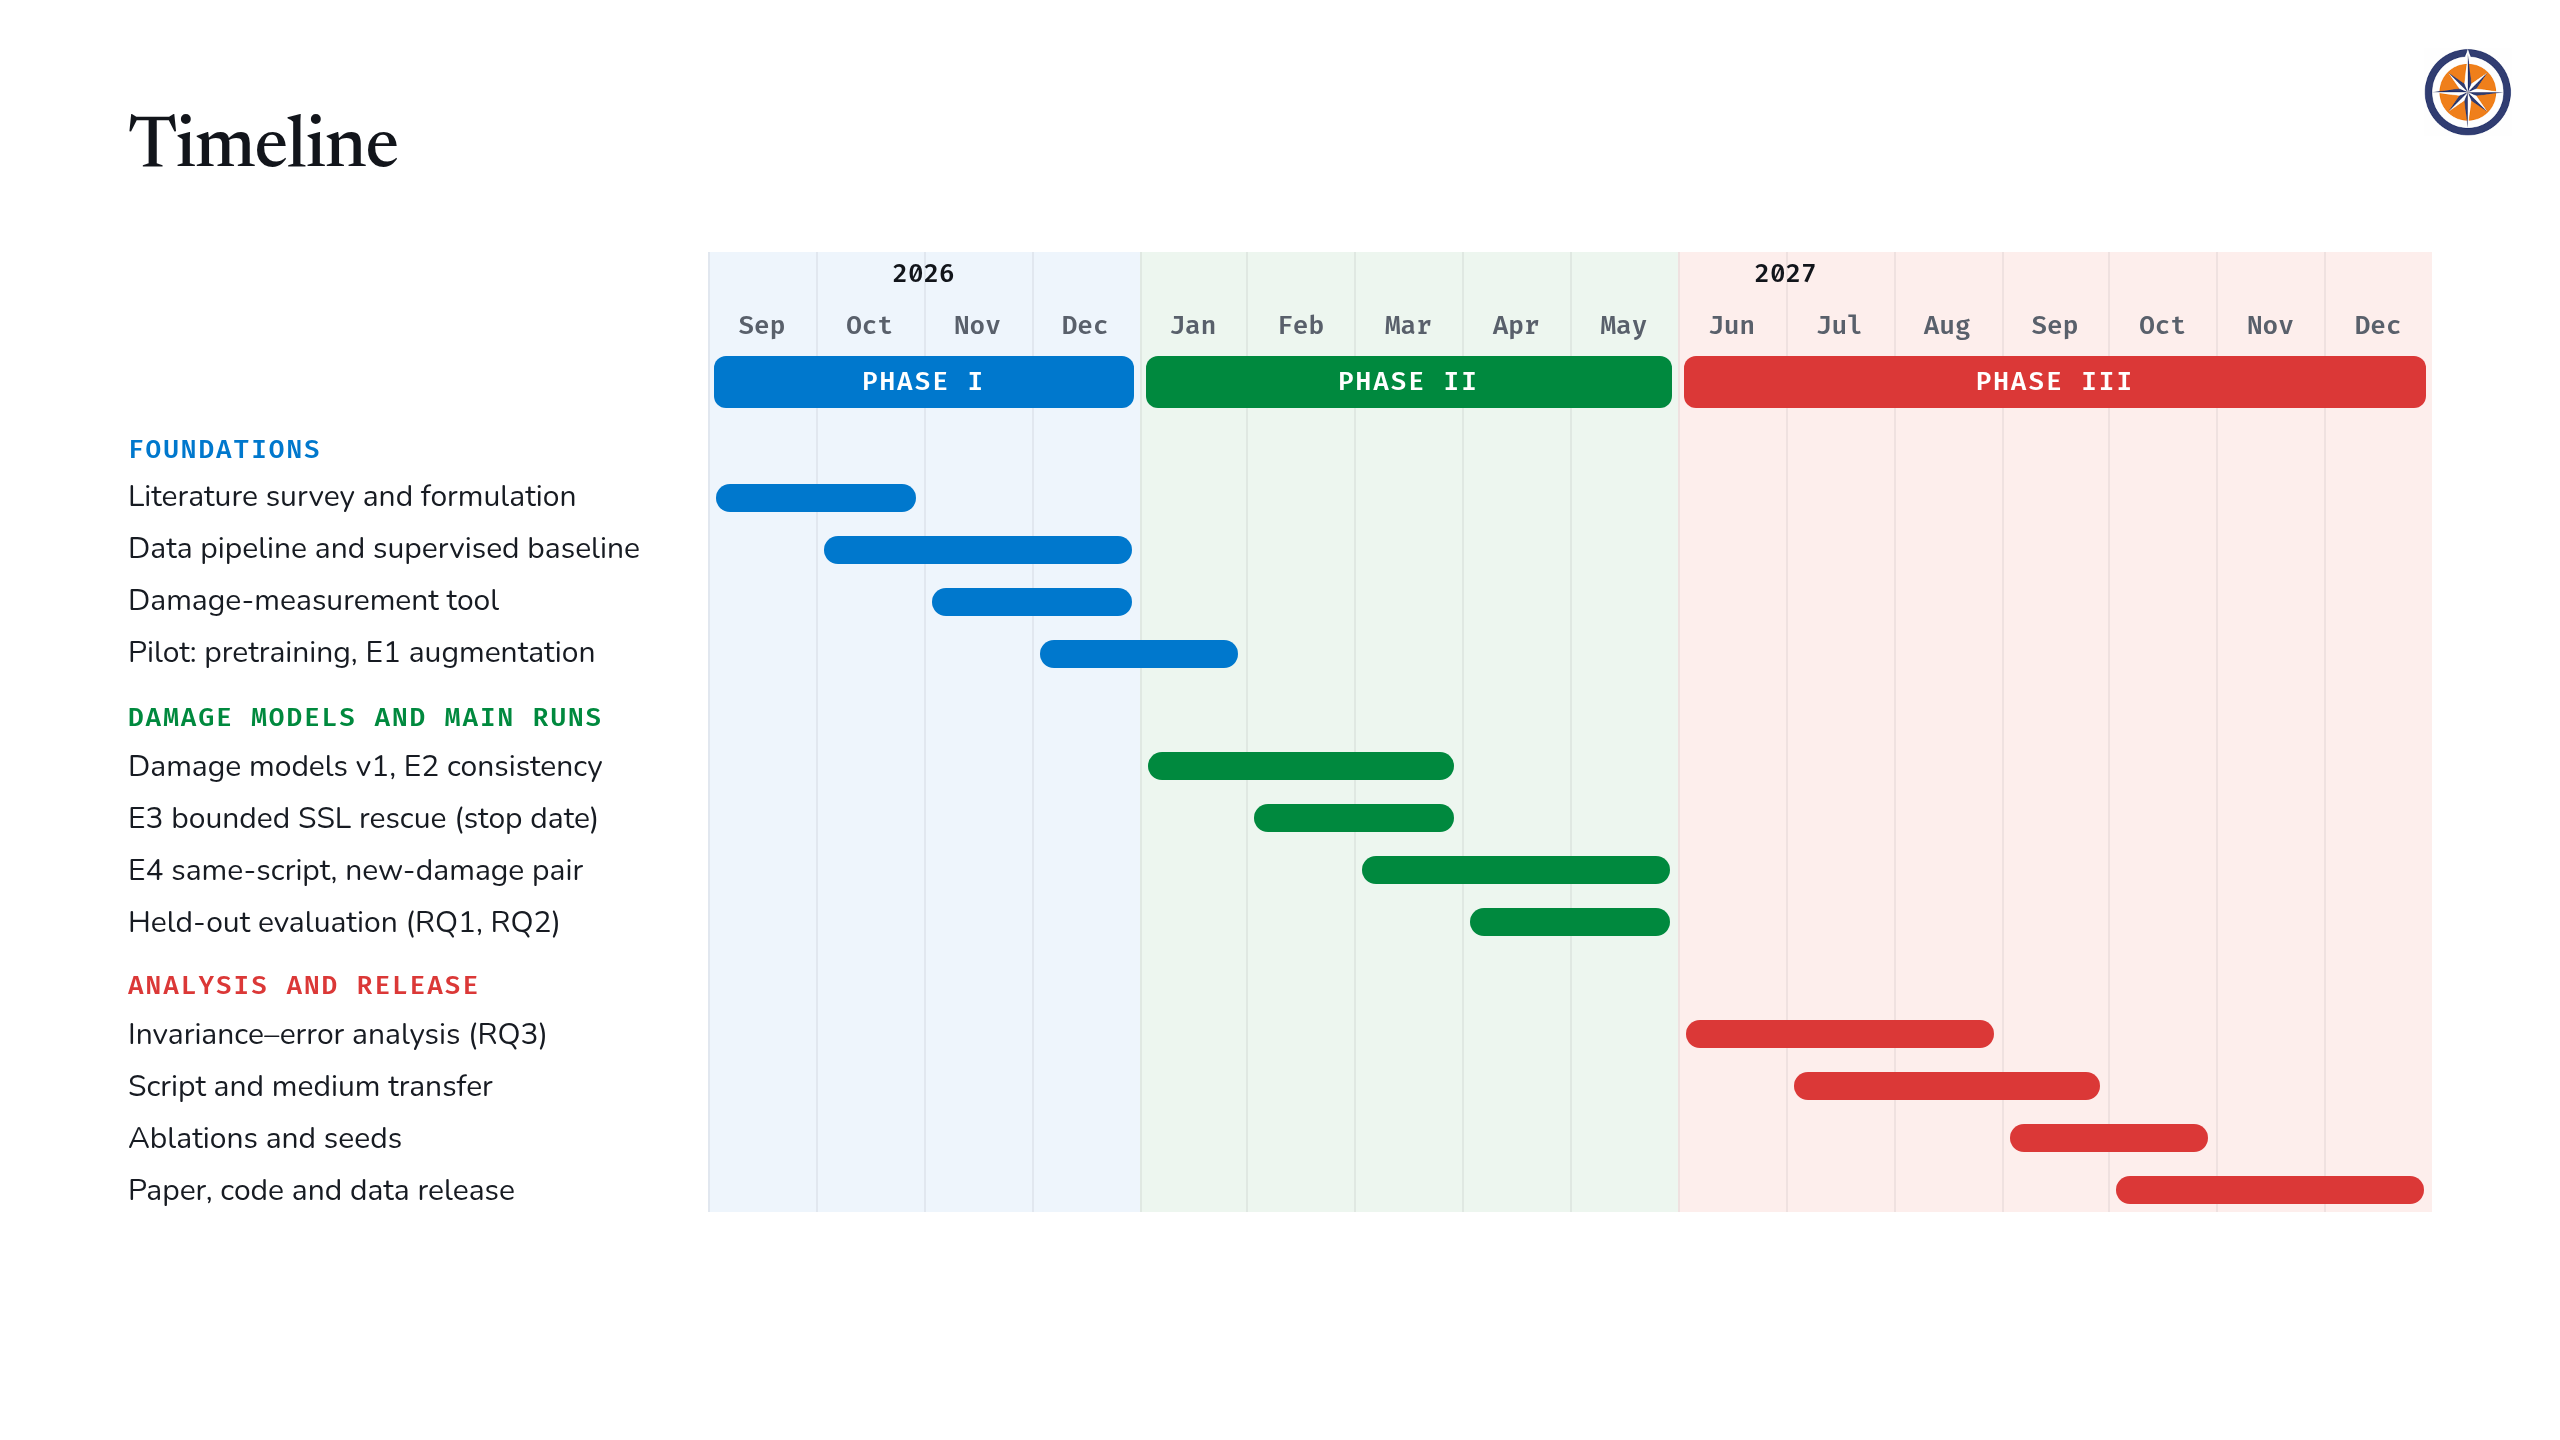 Timeline
2026 2027
Sep Oct Nov Dec Jan Feb Mar Apr May Jun Jul Aug Sep Oct Nov Dec
PHASE I PHASE II PHASE III
FOUNDATIONS
Literature survey and formulation
Data pipeline and supervised baseline
Damage-measurement tool
Pilot: pretraining, E1 augmentation
DAMAGE MODELS AND MAIN RUNS
Damage models v1, E2 consistency
E3 bounded SSL rescue (stop date)
E4 same-script, new-damage pair
Held-out evaluation (RQ1, RQ2)
ANALYSIS AND RELEASE
Invariance–error analysis (RQ3)
Script and medium transfer
Ablations and seeds
Paper, code and data release